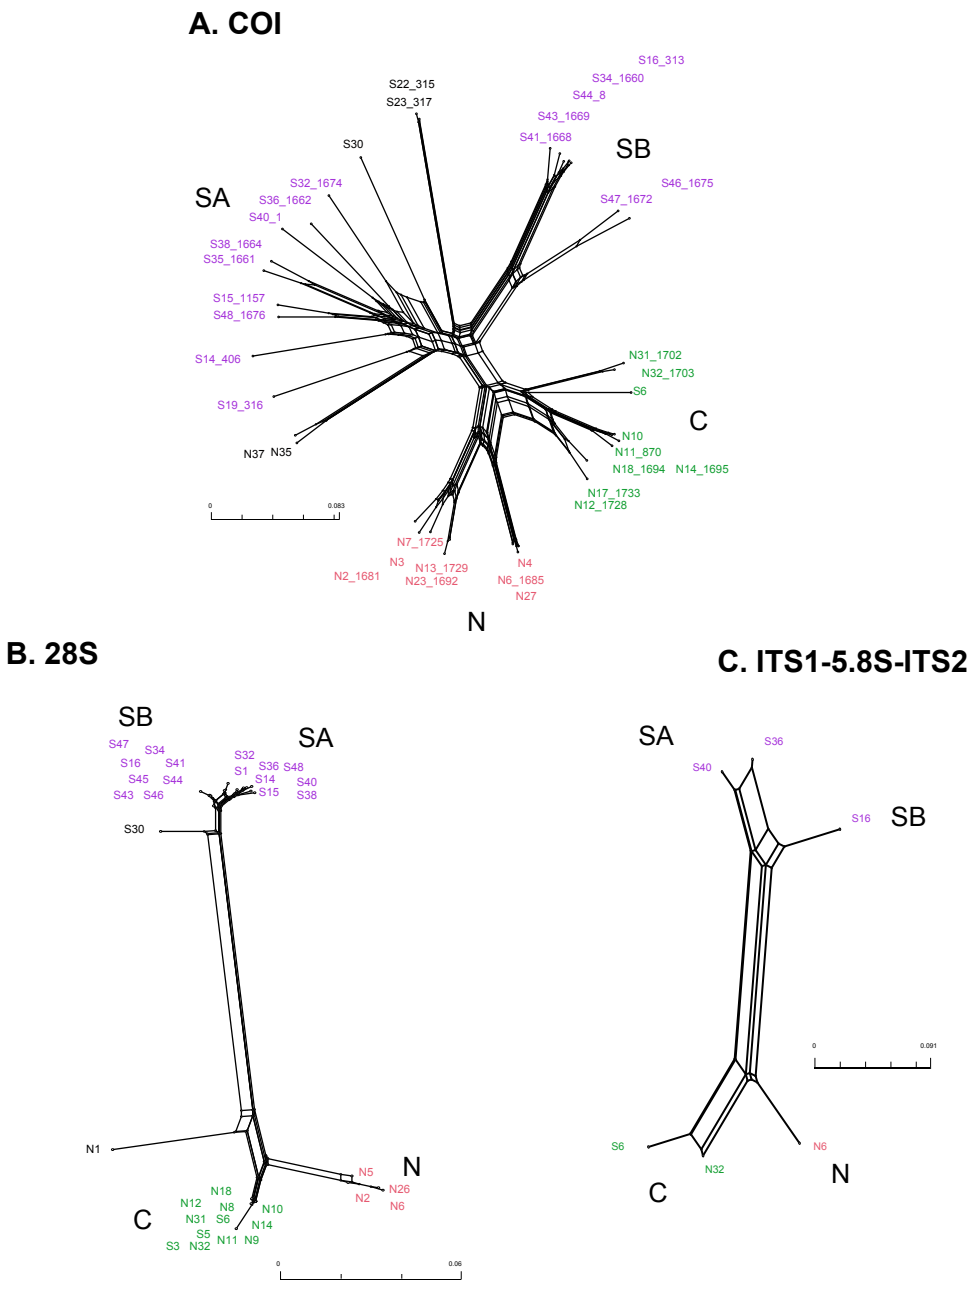 A. COI
S16_313
S34_1660
S22_315
S44_8
S23_317
S43_1669
S41_1668
SB
S30
S32_1674
S46_1675
SA
S36_1662
S47_1672
S40_1
S38_1664
S35_1661
S15_1157
S48_1676
S14_406
N31_1702
N32_1703
S6
S19_316
C
N10
N37 N35
N11_870
N18_1694 N14_1695
N17_1733
N12_1728
0 0.083
N7_1725
N3
N13_1729
N4
N2_1681
N23_1692
N6_1685
N27
N
B. 28S
C. ITS1-5.8S-ITS2
SB
SA
S47
S34
S32
S16
S41
S1
S36
S48
S45
S44
S14
S40
S43
S46
S15
S38
S30
N1
N5
N
N2
N26
N6
N18
N12
N8
N10
N31
S6
N14
C
S5
N11
N9
S3
N32
0 0.06
SA
S36
S40
S16
SB
0 0.091
S6
N6
N32
N
C